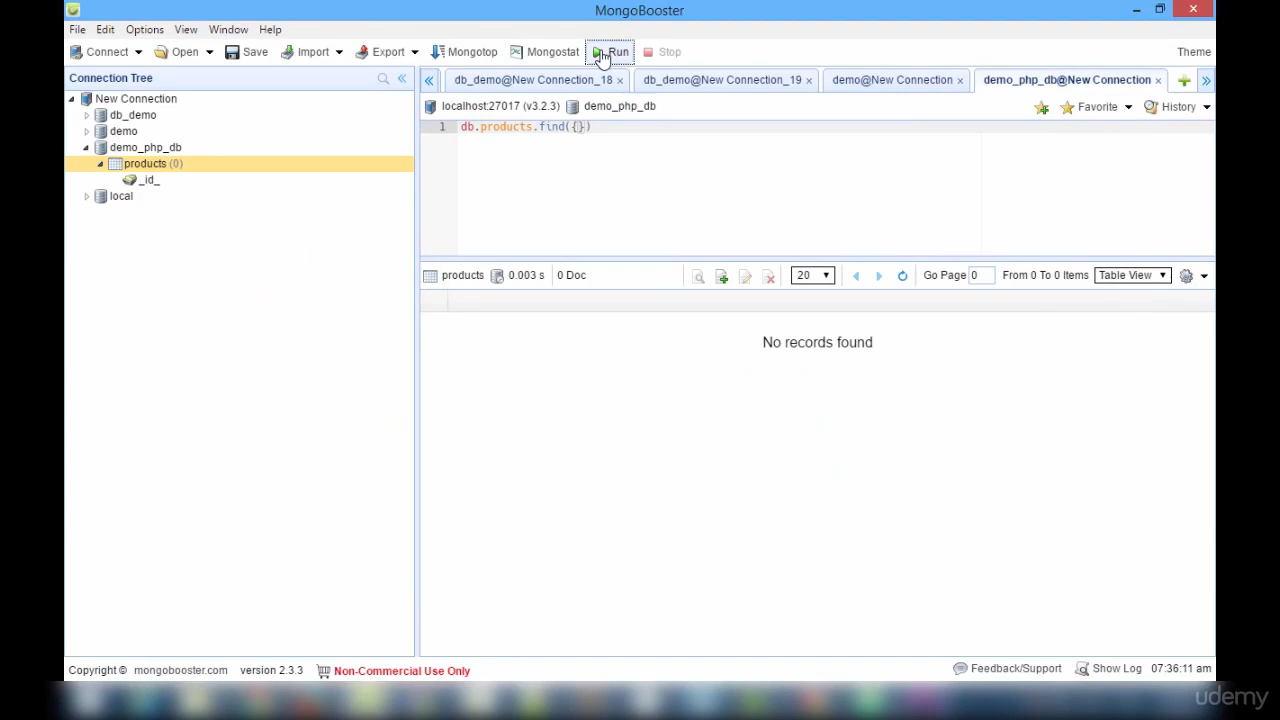 MongoBooster
File Edit Options View Window Help
Connect Open Save Import Export Mongotop Mongostat Run Stop Theme
Connection Tree
New Connection
db_demo
demo
demo_php_db
products (0)
_id_
local
db_demo@New Connection_18 × db_demo@New Connection_19 × demo@New Connection × demo_php_db@New Connection ×
localhost:27017 (v3.2.3) demo_php_db Favorite History
1 db.products.find({})
products 0.003 s 0 Doc 20 Go Page 0 From 0 To 0 Items Table View
No records found
Copyright © mongobooster.com version 2.3.3 Non-Commercial Use Only Feedback/Support Show Log 07:36:11 am
udemy